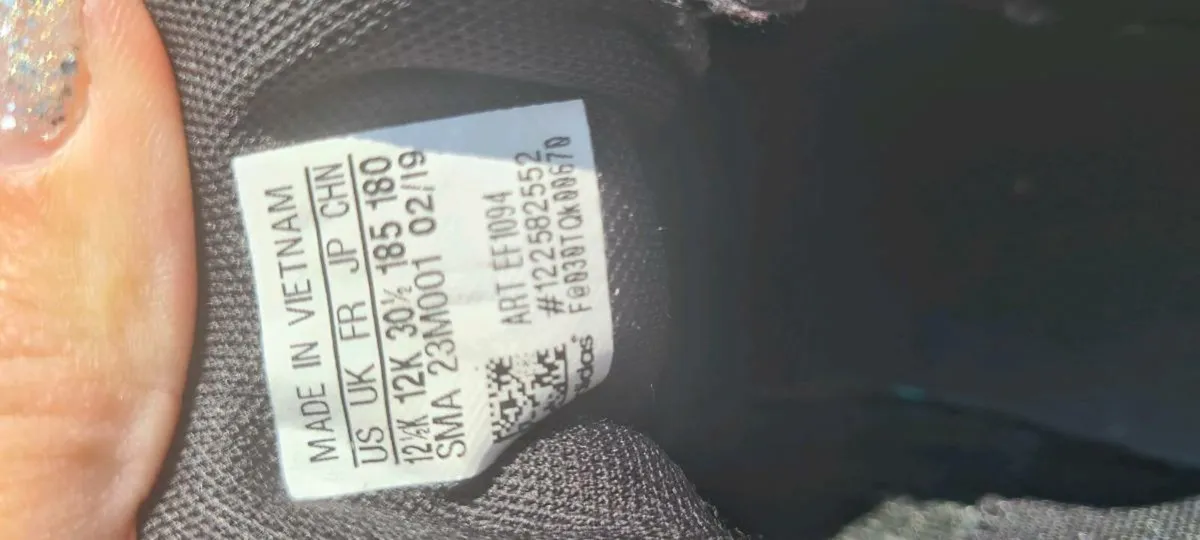 MADE IN VIETNAM
US UK FR JP CHN
12½K 12K 30½ 185 180
SMA 23M001 02/19
ART EF1094
#122582552
F@030TQk00670
adidas